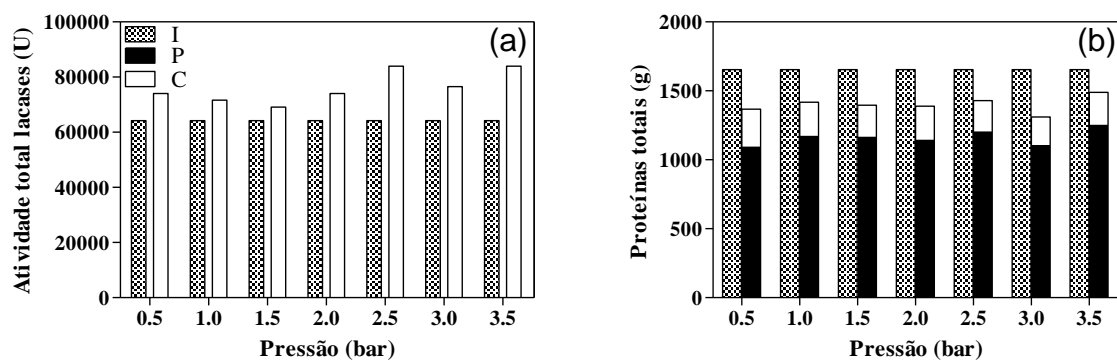 (a)
I
P
C
Atividade total lacases (U)
100000
80000
60000
40000
20000
0
0.5 1.0 1.5 2.0 2.5 3.0 3.5
Pressão (bar)
(b)
Proteínas totais (g)
2000
1500
1000
500
0
0.5 1.0 1.5 2.0 2.5 3.0 3.5
Pressão (bar)